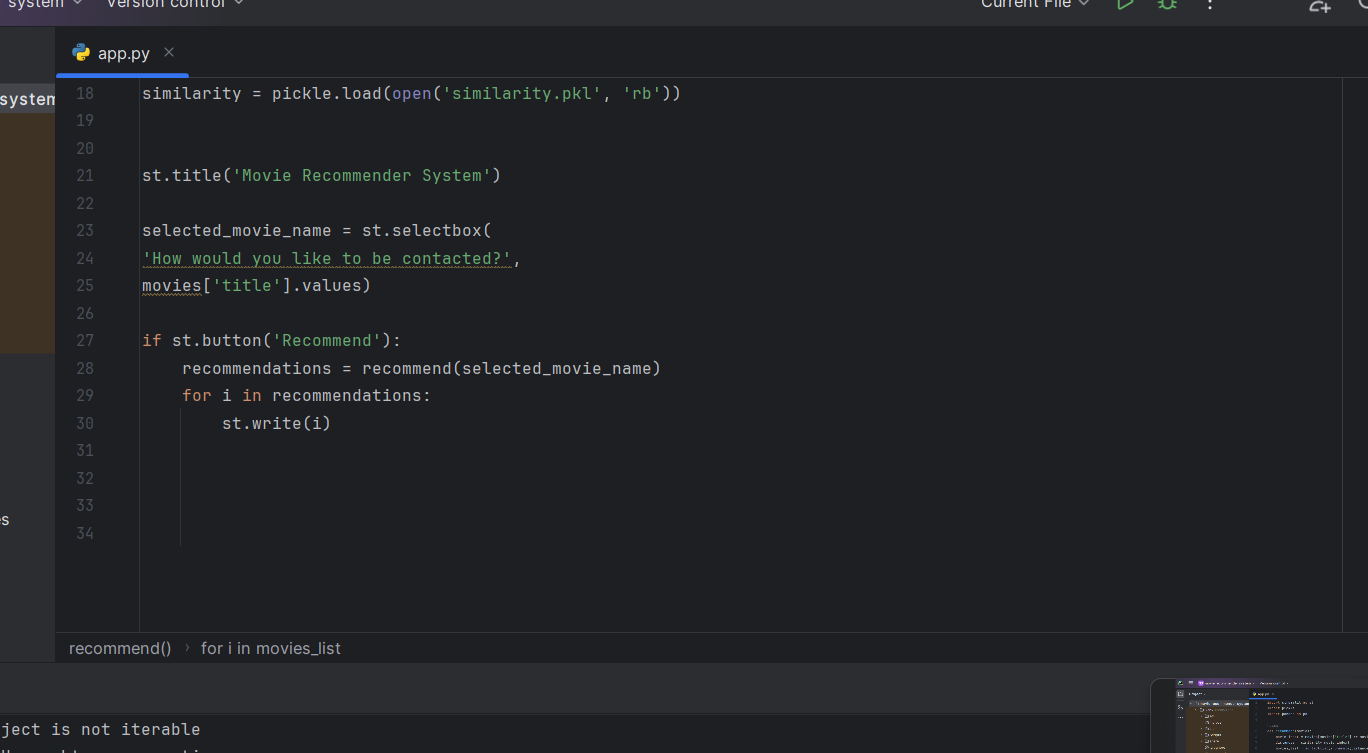 system Version control Current File
app.py
system
18 similarity = pickle.load(open('similarity.pkl', 'rb'))
19
20
21 st.title('Movie Recommender System')
22
23 selected_movie_name = st.selectbox(
24 'How would you like to be contacted?',
25 movies['title'].values)
26
27 if st.button('Recommend'):
28 recommendations = recommend(selected_movie_name)
29 for i in recommendations:
30 st.write(i)
31
32
33
34
es
recommend() › for i in movies_list
ject is not iterable